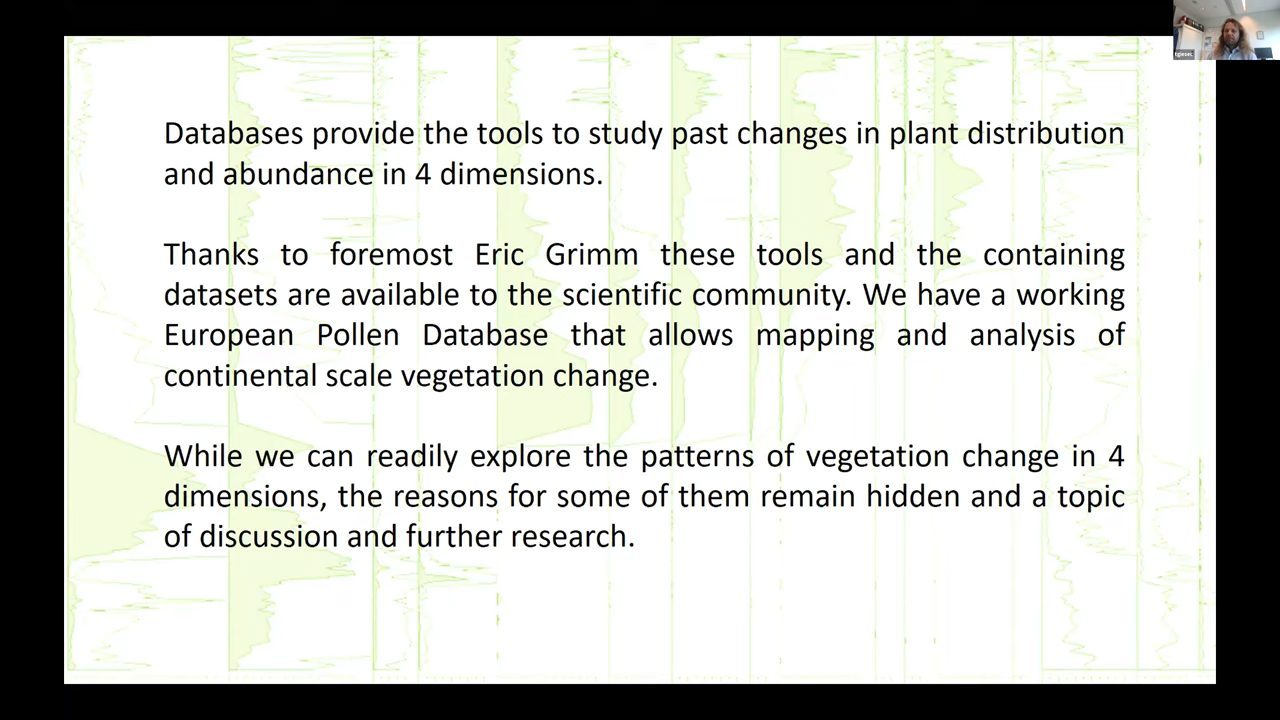 Databases provide the tools to study past changes in plant distribution
and abundance in 4 dimensions.
Thanks to foremost Eric Grimm these tools and the containing
datasets are available to the scientific community. We have a working
European Pollen Database that allows mapping and analysis of
continental scale vegetation change.
While we can readily explore the patterns of vegetation change in 4
dimensions, the reasons for some of them remain hidden and a topic
of discussion and further research.